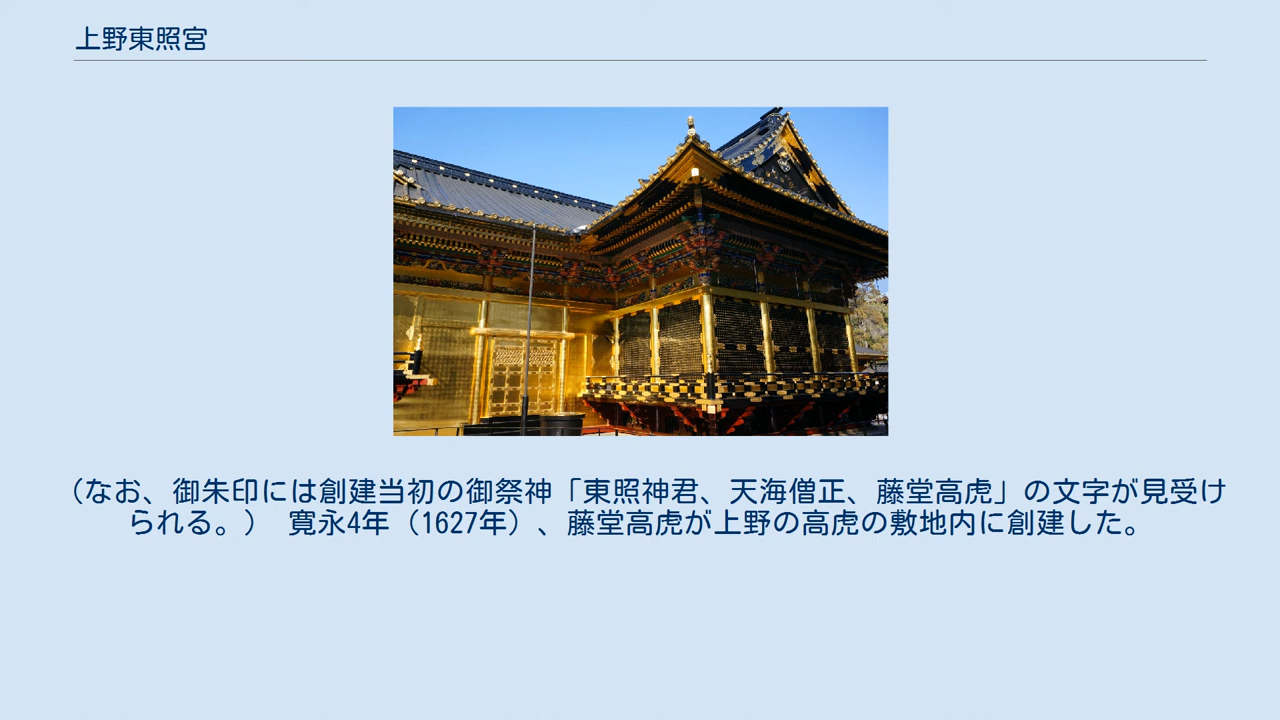 上野東照宮
（なお、御朱印には創建当初の御祭神「東照神君、天海僧正、藤堂高虎」の文字が見受け
られる。） 寛永4年（1627年）、藤堂高虎が上野の高虎の敷地内に創建した。